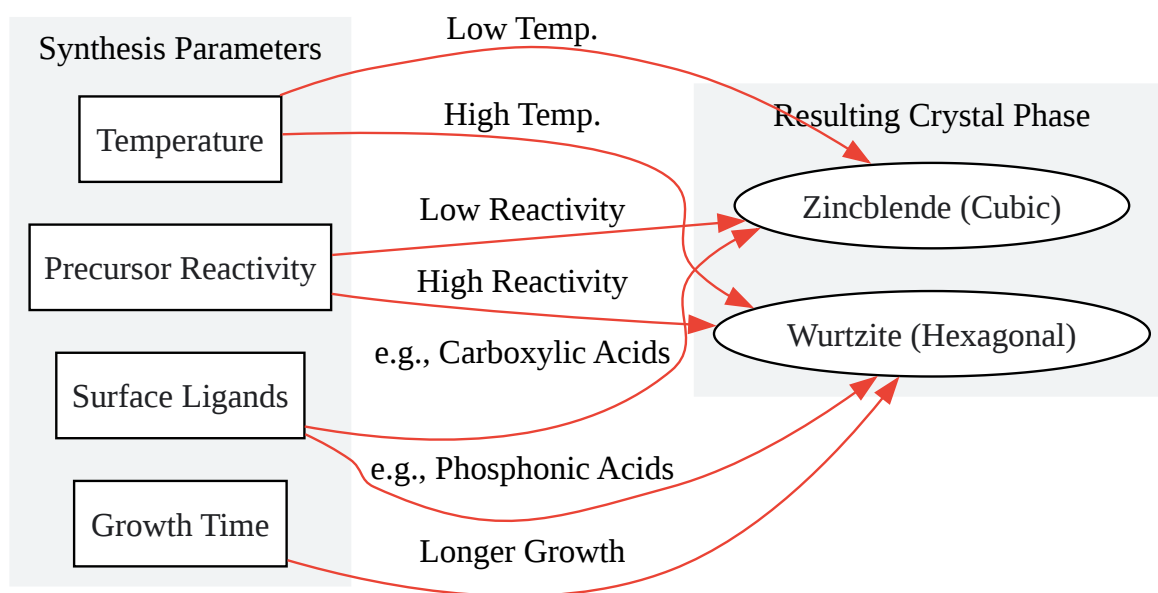 Synthesis Parameters
Temperature
Precursor Reactivity
Surface Ligands
Growth Time
Low Temp.
High Temp.
Low Reactivity
High Reactivity
e.g., Carboxylic Acids
e.g., Phosphonic Acids
Longer Growth
Resulting Crystal Phase
Zincblende (Cubic)
Wurtzite (Hexagonal)